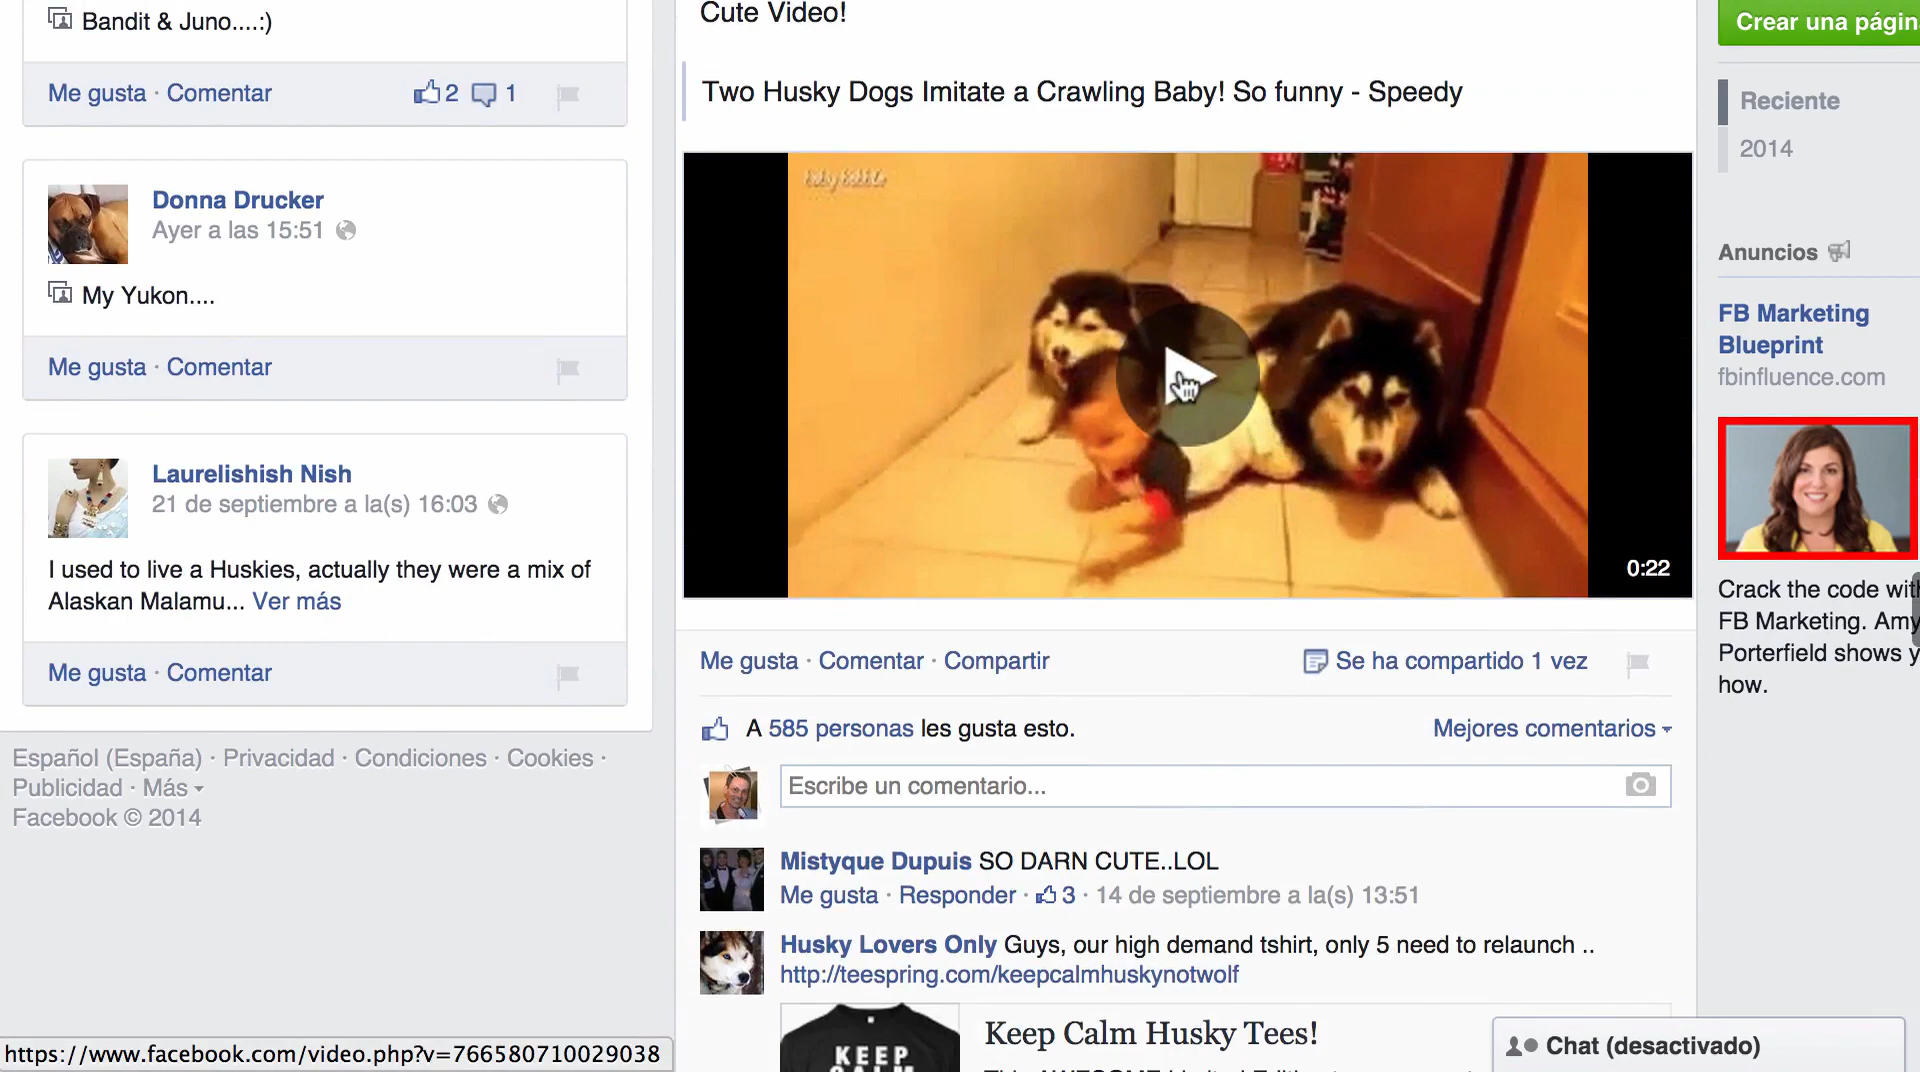 Bandit & Juno....:)
Me gusta · Comentar 2 1
Donna Drucker
Ayer a las 15:51
My Yukon....
Me gusta · Comentar
Laurelishish Nish
21 de septiembre a la(s) 16:03
I used to live a Huskies, actually they were a mix of
Alaskan Malamu... Ver más
Me gusta · Comentar
Español (España) · Privacidad · Condiciones · Cookies ·
Publicidad · Más
Facebook © 2014
https://www.facebook.com/video.php?v=766580710029038
Cute Video!
Two Husky Dogs Imitate a Crawling Baby! So funny - Speedy
0:22
Me gusta · Comentar · Compartir Se ha compartido 1 vez
A 585 personas les gusta esto. Mejores comentarios
Escribe un comentario...
Mistyque Dupuis SO DARN CUTE..LOL
Me gusta · Responder · 3 · 14 de septiembre a la(s) 13:51
Husky Lovers Only Guys, our high demand tshirt, only 5 need to relaunch ..
http://teespring.com/keepcalmhuskynotwolf
KEEP
Keep Calm Husky Tees!
Crear una págin
Reciente
2014
Anuncios
FB Marketing
Blueprint
fbinfluence.com
Crack the code with
FB Marketing. Amy
Porterfield shows y
how.
Chat (desactivado)